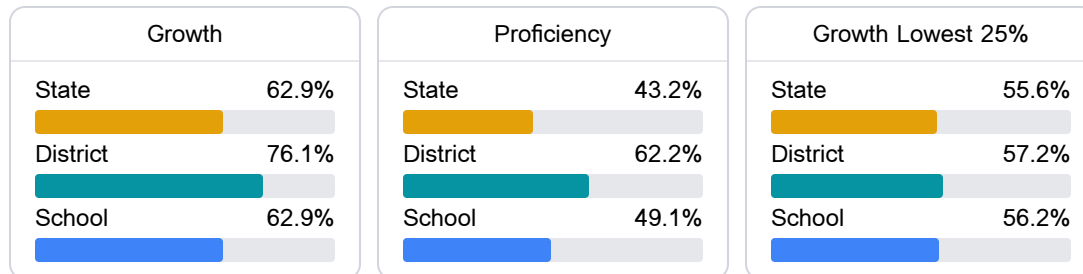 Growth
State 62.9%
District 76.1%
School 62.9%
Proficiency
State 43.2%
District 62.2%
School 49.1%
Growth Lowest 25%
State 55.6%
District 57.2%
School 56.2%